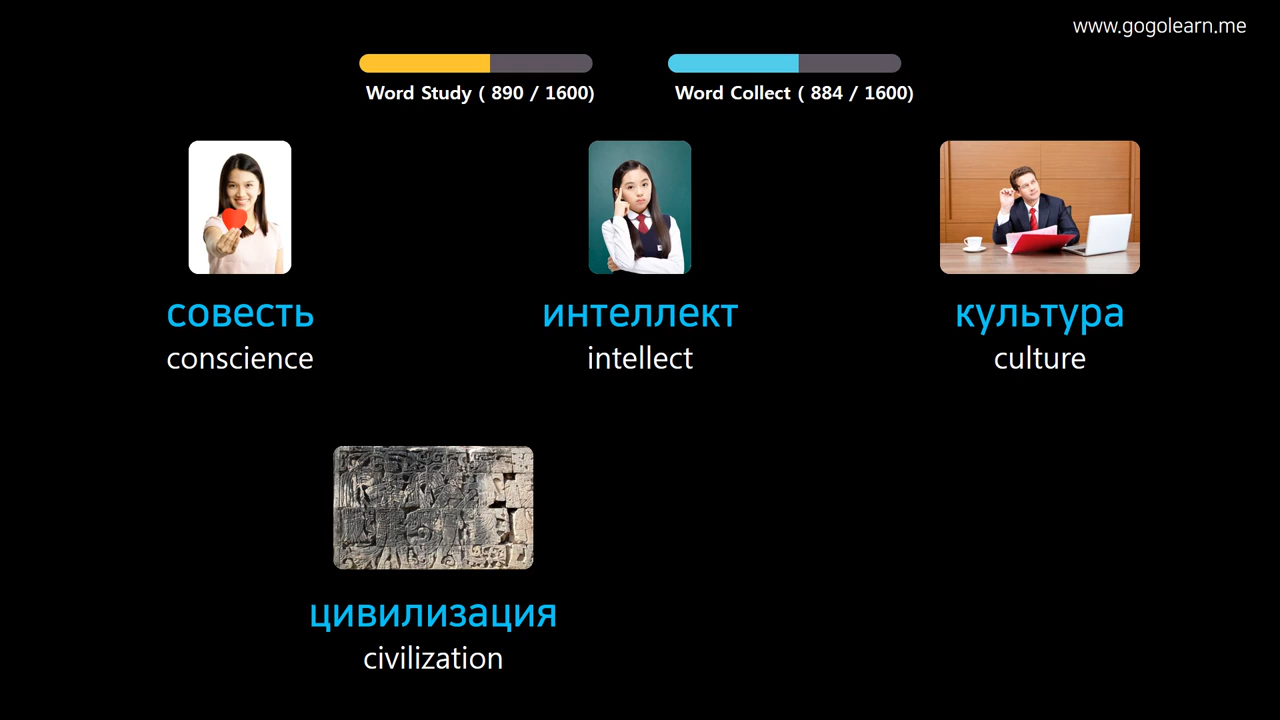 www.gogolearn.me
Word Study ( 890 / 1600)
Word Collect ( 884 / 1600)
совесть
conscience
интеллект
intellect
культура
culture
цивилизация
civilization